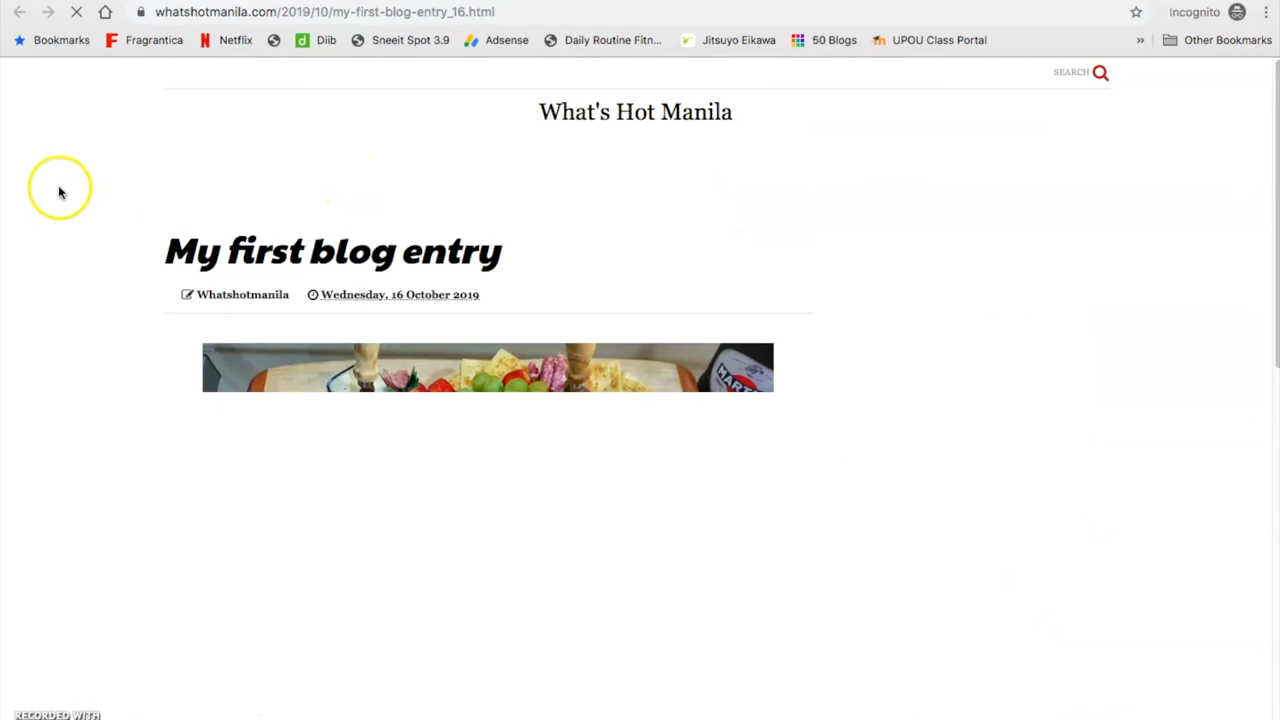 whatshotmanila.com/2019/10/my-first-blog-entry_16.html
Incognito
Bookmarks
Fragrantica
Netflix
Diib
Sneeit Spot 3.9
Adsense
Daily Routine Fitn...
Jitsuyo Eikawa
50 Blogs
UPOU Class Portal
»
Other Bookmarks
SEARCH
What's Hot Manila
My first blog entry
Whatshotmanila
Wednesday, 16 October 2019
MART
RECORDED WITH